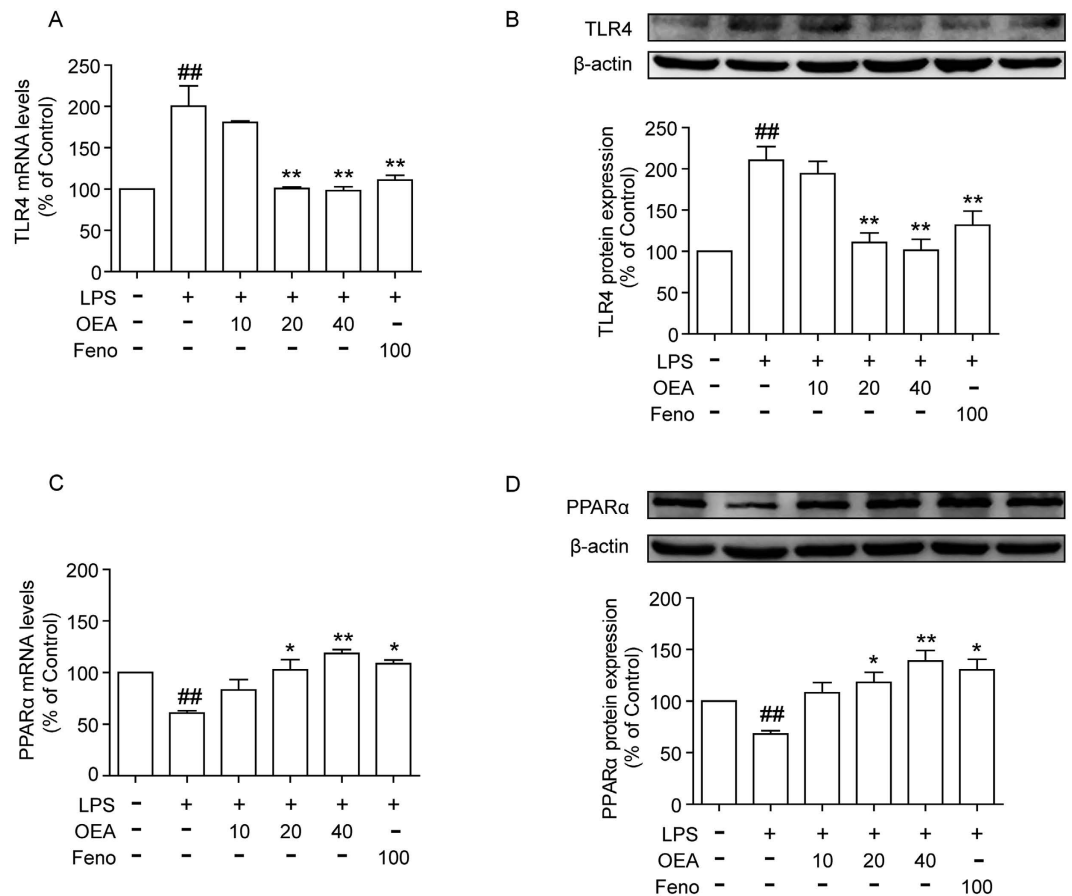 A
TLR4 mRNA levels
(% of Control)
250
200
150
100
50
0
##
**
**
**
LPS - + + + + +
OEA - - 10 20 40 -
Feno - - - - - 100
B
TLR4
β-actin
TLR4 protein expression
(% of Control)
250
200
150
100
50
0
##
**
**
**
LPS - + + + + +
OEA - - 10 20 40 -
Feno - - - - - 100
C
PPARα mRNA levels
(% of Control)
200
150
100
50
0
##
*
**
*
LPS - + + + + +
OEA - - 10 20 40 -
Feno - - - - - 100
D
PPARα
β-actin
PPARα protein expression
(% of Control)
200
150
100
50
0
##
*
**
*
LPS - + + + + +
OEA - - 10 20 40 -
Feno - - - - - 100